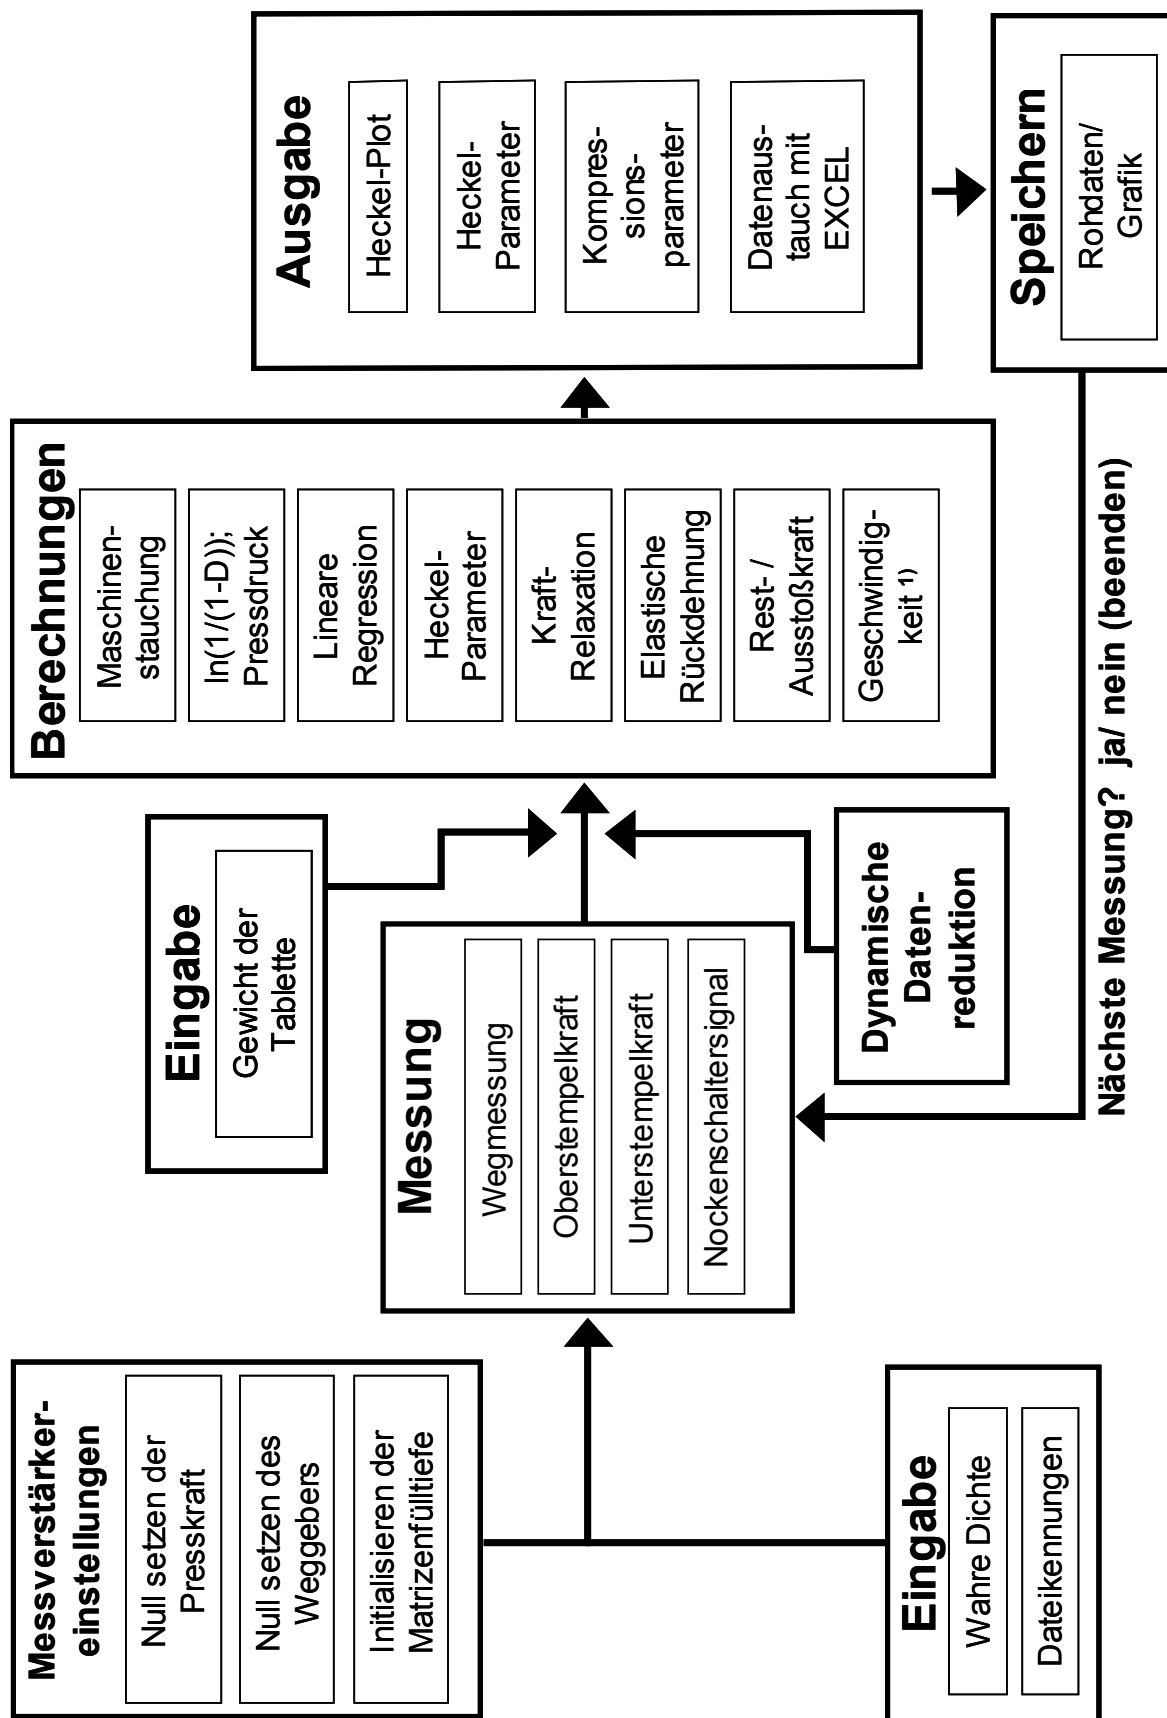 Messverstärker-
einstellungen
Null setzen der
Presskraft
Null setzen des
Weggebers
Initialisieren der
Matrizenfülltiefe
Eingabe
Wahre Dichte
Dateikennungen
Messung
Wegmessung
Oberstempelkraft
Unterstempelkraft
Nockenschaltersignal
Eingabe
Gewicht der
Tablette
Dynamische
Daten-
reduktion
Berechnungen
Maschinen-
stauchung
ln(1/(1-D));
Pressdruck
Lineare
Regression
Heckel-
Parameter
Kraft-
Relaxation
Elastische
Rückdehnung
Rest- /
Ausstoßkraft
Geschwindig-
keit ¹⁾
Ausgabe
Heckel-Plot
Heckel-
Parameter
Kompres-
sions-
parameter
Datenaus-
tauch mit
EXCEL
Speichern
Rohdaten/
Grafik
Nächste Messung? ja/ nein (beenden)